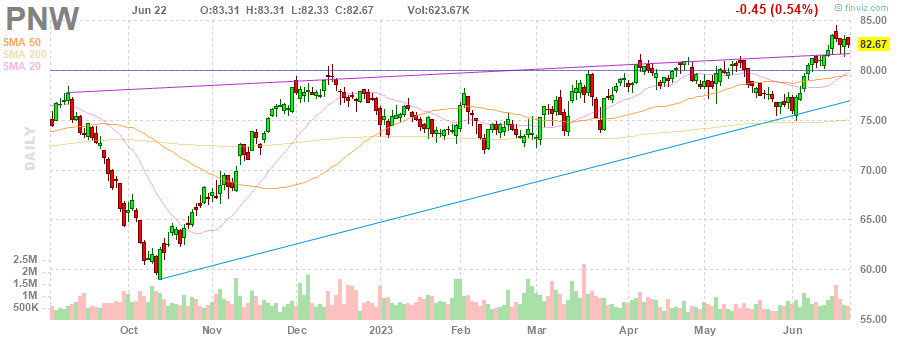 © finviz.com
PNW Jun 22 O:83.31 H:83.31 L:82.33 C:82.67 Vol:623.67K -0.45 (0.54%)
SMA 50
SMA 200
SMA 20
DAILY
85.00
82.67
80.00
75.00
70.00
65.00
60.00
55.00
2.5M
2M
1.5M
1M
500K
Oct Nov Dec 2023 Feb Mar Apr May Jun